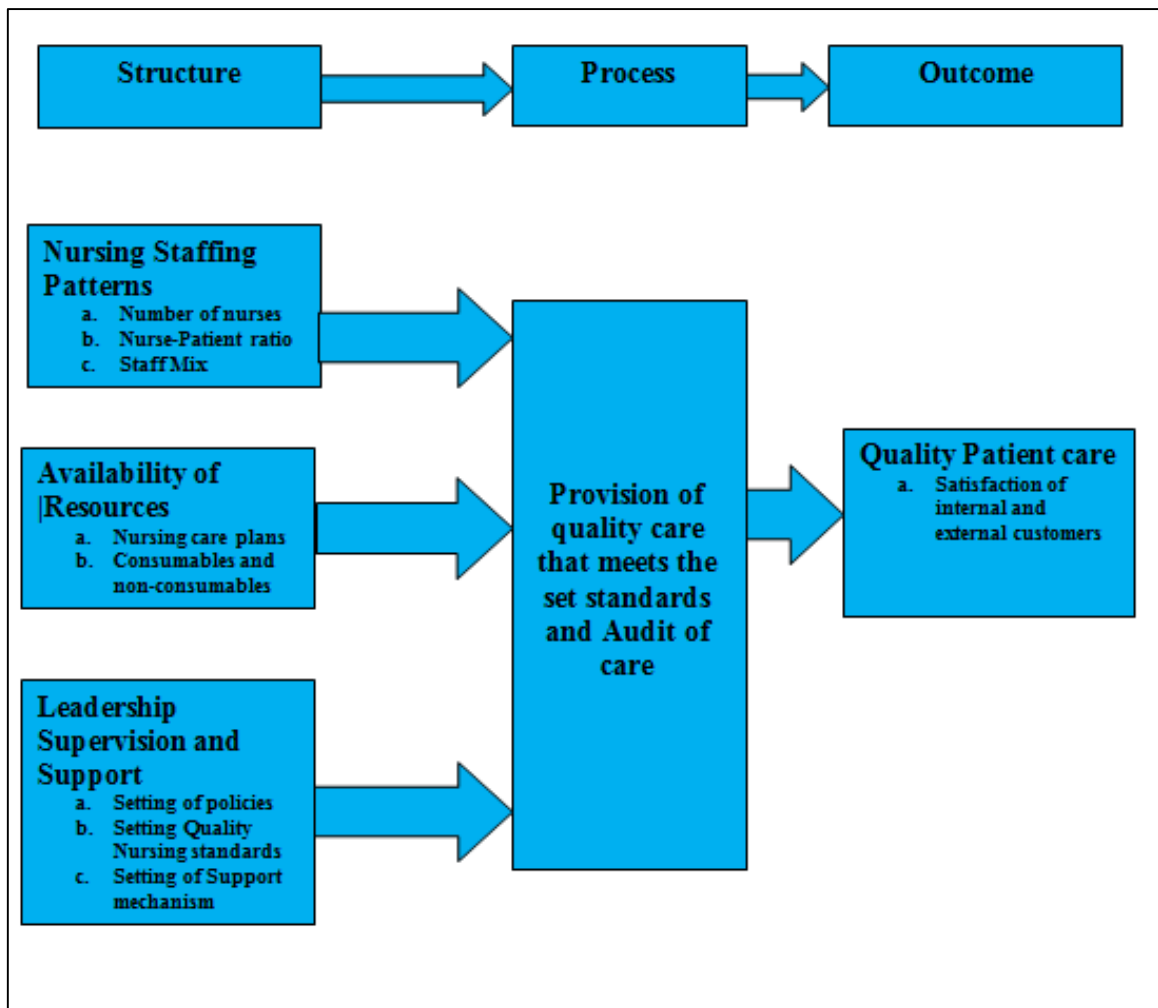 Structure
Process
Outcome
Nursing Staffing
Patterns
a. Number of nurses
b. Nurse-Patient ratio
c. Staff Mix
Availability of
|Resources
a. Nursing care plans
b. Consumables and
non-consumables
Leadership
Supervision and
Support
a. Setting of policies
b. Setting Quality
Nursing standards
c. Setting of Support
mechanism
Provision of
quality care
that meets the
set standards
and Audit of
care
Quality Patient care
a. Satisfaction of
internal and
external customers